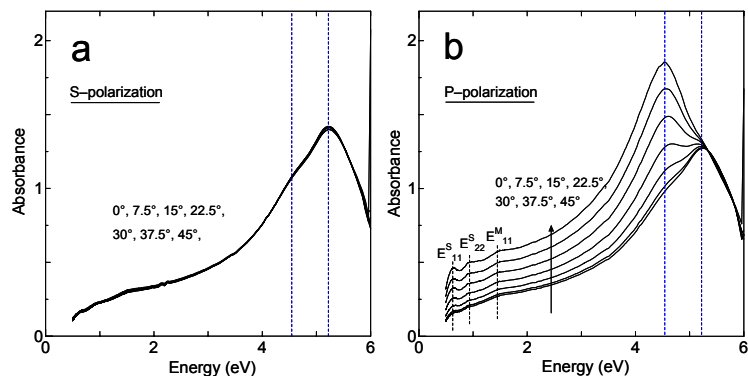 a
S–polarization
0°, 7.5°, 15°, 22.5°,
30°, 37.5°, 45°,
Absorbance
2
1
0
0 2 4 6
Energy (eV)
b
P–polarization
0°, 7.5°, 15°, 22.5°,
30°, 37.5°, 45°
E^S_11 E^S_22 E^M_11
Absorbance
2
1
0
0 2 4 6
Energy (eV)